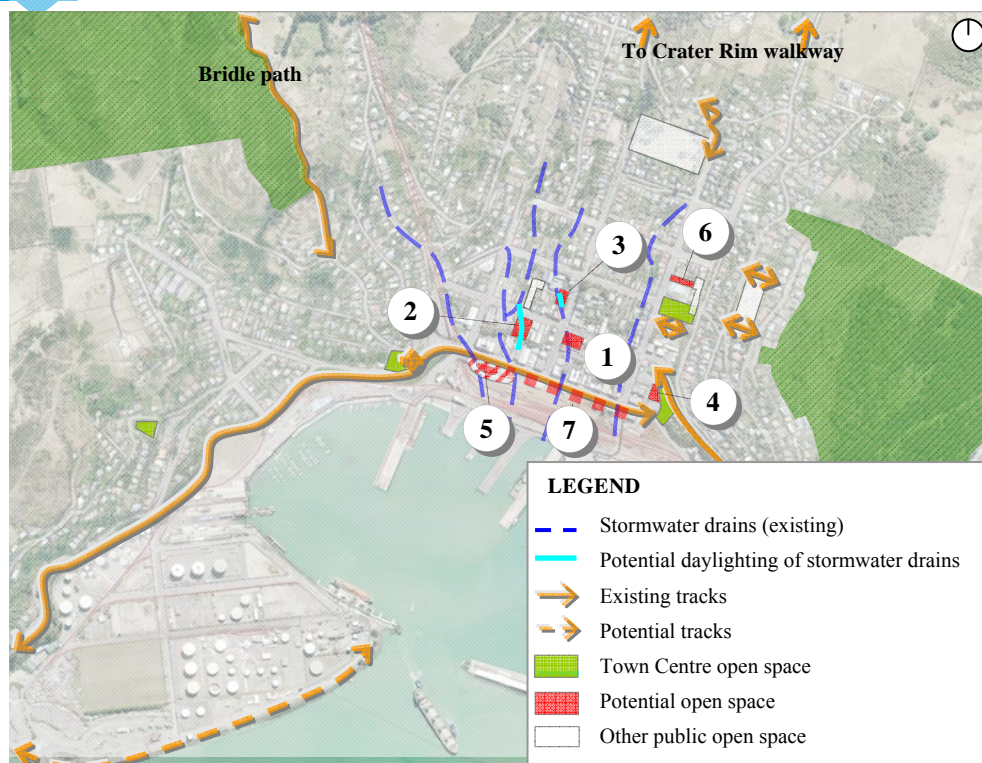 To Crater Rim walkway
Bridle path
3
6
2
1
4
5
7
LEGEND
Stormwater drains (existing)
Potential daylighting of stormwater drains
Existing tracks
Potential tracks
Town Centre open space
Potential open space
Other public open space